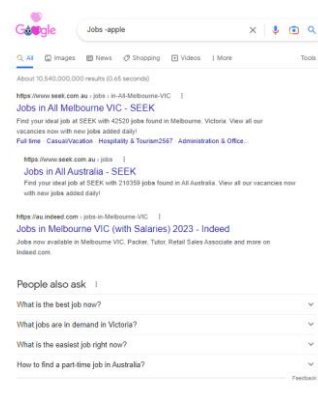 Google
Jobs -apple
All Images News Shopping Videos More Tools
About 10,540,000,000 results (0.65 seconds)
https://www.seek.com.au › jobs › in-All-Melbourne-VIC
Jobs in All Melbourne VIC - SEEK
Find your ideal job at SEEK with 42520 jobs found in Melbourne, Victoria. View all our
vacancies now with new jobs added daily!
Full time · Casual/Vacation · Hospitality & Tourism2567 · Administration & Office...
https://www.seek.com.au › jobs
Jobs in All Australia - SEEK
Find your ideal job at SEEK with 210359 jobs found in All Australia. View all our vacancies now
with new jobs added daily!
https://au.indeed.com › jobs-in-Melbourne-VIC
Jobs in Melbourne VIC (with Salaries) 2023 - Indeed
Jobs now available in Melbourne VIC. Packer, Tutor, Retail Sales Associate and more on
Indeed.com
People also ask
What is the best job now?
What jobs are in demand in Victoria?
What is the easiest job right now?
How to find a part-time job in Australia?
Feedback